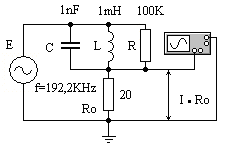 1nF 1mH 100K
E C L R
f=192,2KHz
Ro 20 I • Ro